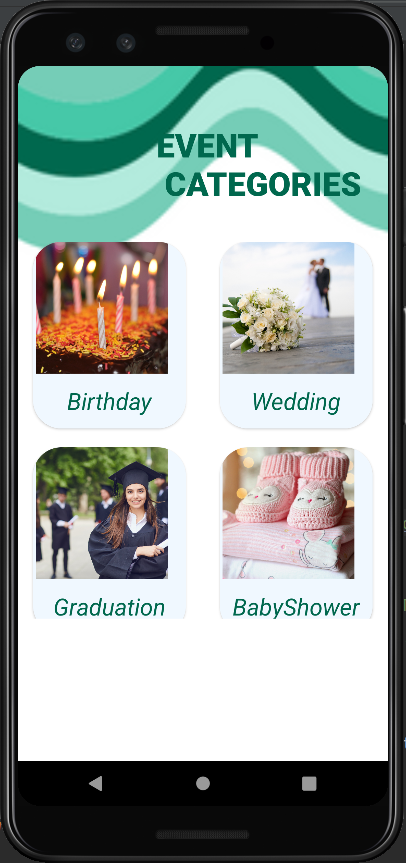 EVENT
CATEGORIES
Birthday
Wedding
Graduation
BabyShower